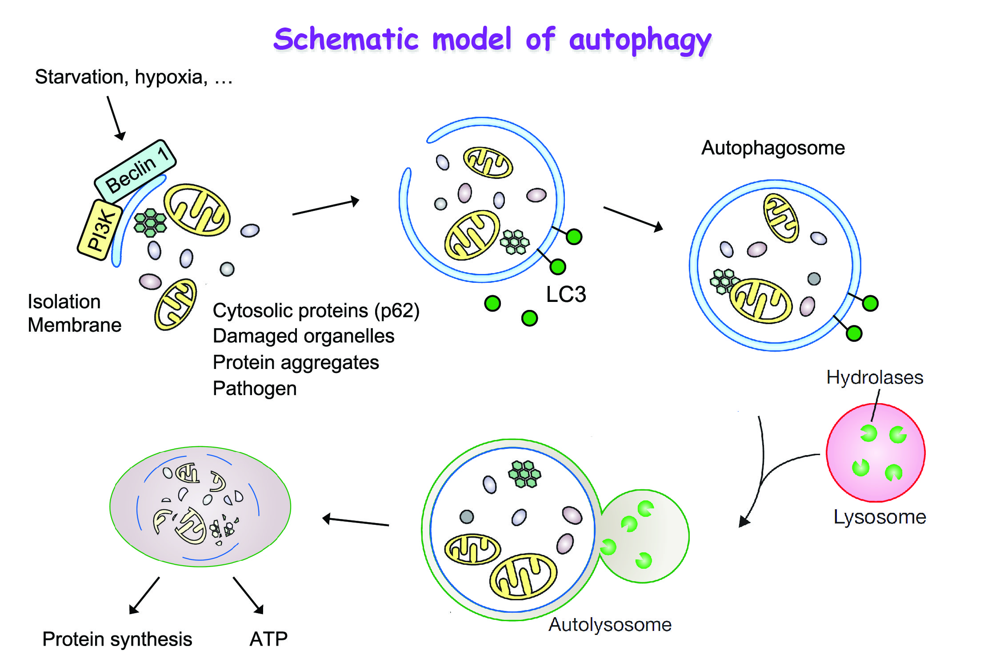 Schematic model of autophagy
Starvation, hypoxia, ...
Beclin 1
PI3K
Isolation
Membrane
Cytosolic proteins (p62)
Damaged organelles
Protein aggregates
Pathogen
LC3
Autophagosome
Hydrolases
Lysosome
Autolysosome
Protein synthesis
ATP